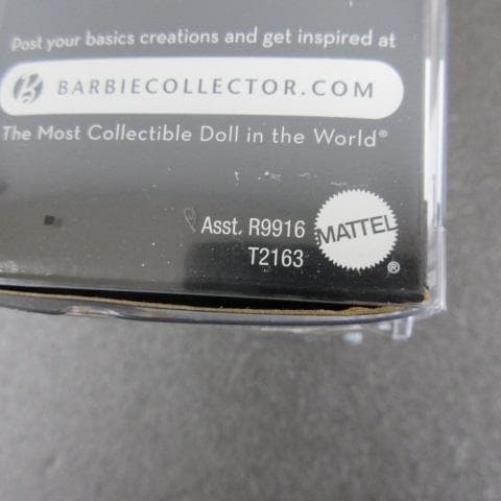 Post your basics creations and get inspired at
B BARBIECOLLECTOR.COM
The Most Collectible Doll in the World®
Asst. R9916
T2163
MATTEL®